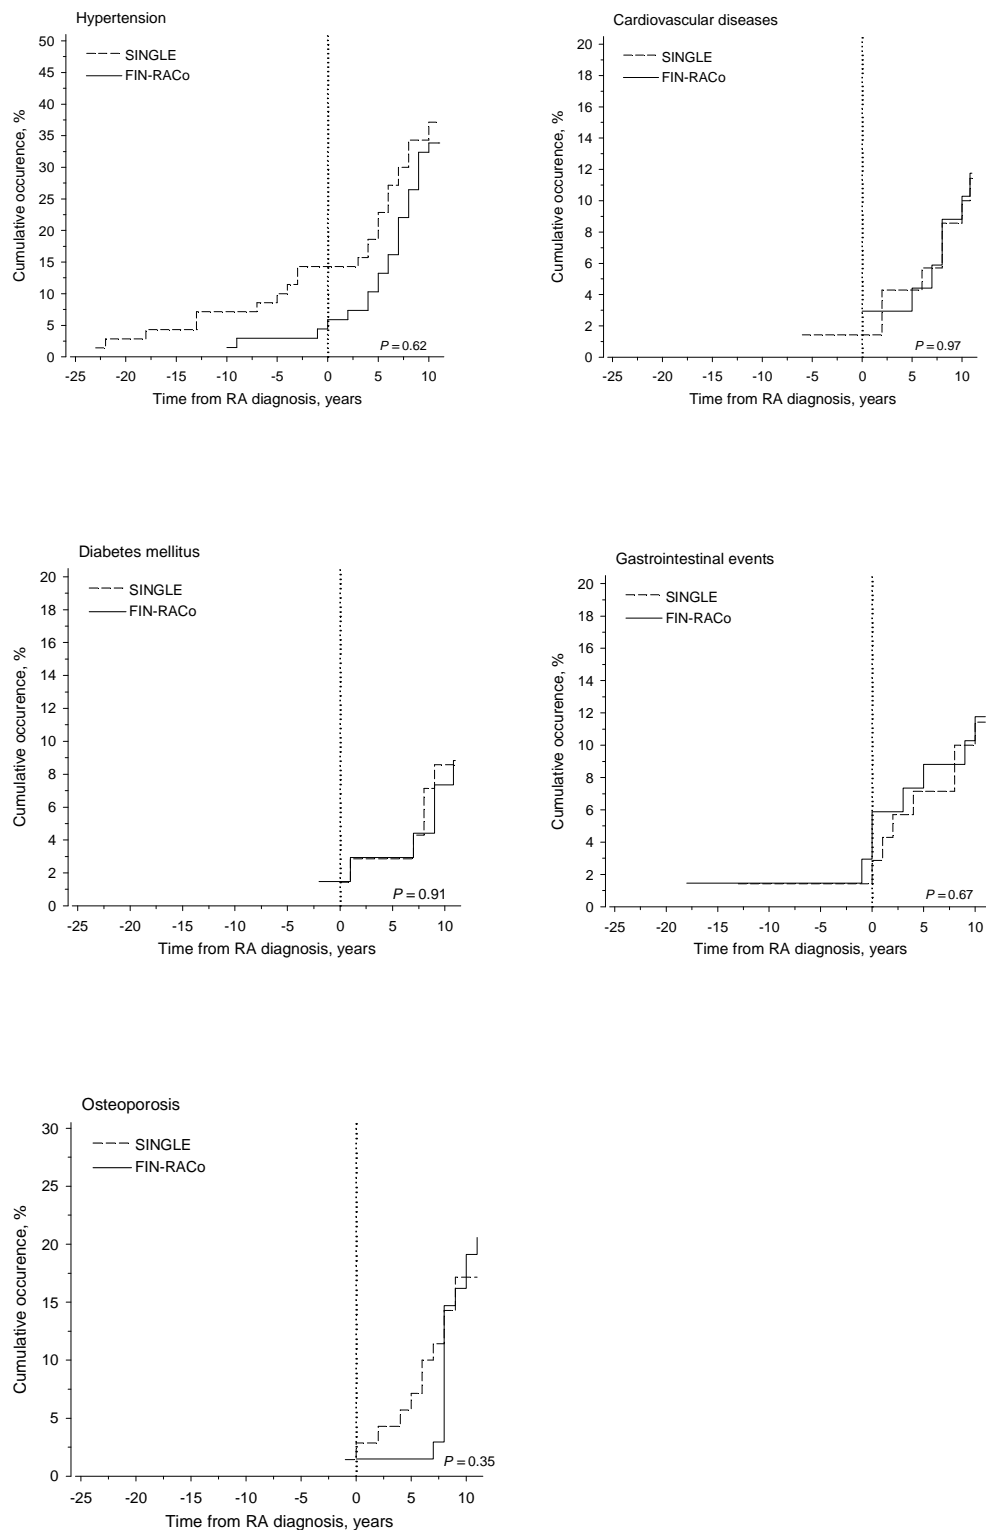 Hypertension
50
45
40
35
30
25
20
15
10
5
0
Cumulative occurence, %
SINGLE
FIN-RACo
P = 0.62
-25 -20 -15 -10 -5 0 5 10
Time from RA diagnosis, years
Cardiovascular diseases
20
18
16
14
12
10
8
6
4
2
0
Cumulative occurence, %
SINGLE
FIN-RACo
P = 0.97
-25 -20 -15 -10 -5 0 5 10
Time from RA diagnosis, years
Diabetes mellitus
20
18
16
14
12
10
8
6
4
2
0
Cumulative occurence, %
SINGLE
FIN-RACo
P = 0.91
-25 -20 -15 -10 -5 0 5 10
Time from RA diagnosis, years
Gastrointestinal events
20
18
16
14
12
10
8
6
4
2
0
Cumulative occurence, %
SINGLE
FIN-RACo
P = 0.67
-25 -20 -15 -10 -5 0 5 10
Time from RA diagnosis, years
Osteoporosis
30
25
20
15
10
5
0
Cumulative occurence, %
SINGLE
FIN-RACo
P = 0.35
-25 -20 -15 -10 -5 0 5 10
Time from RA diagnosis, years